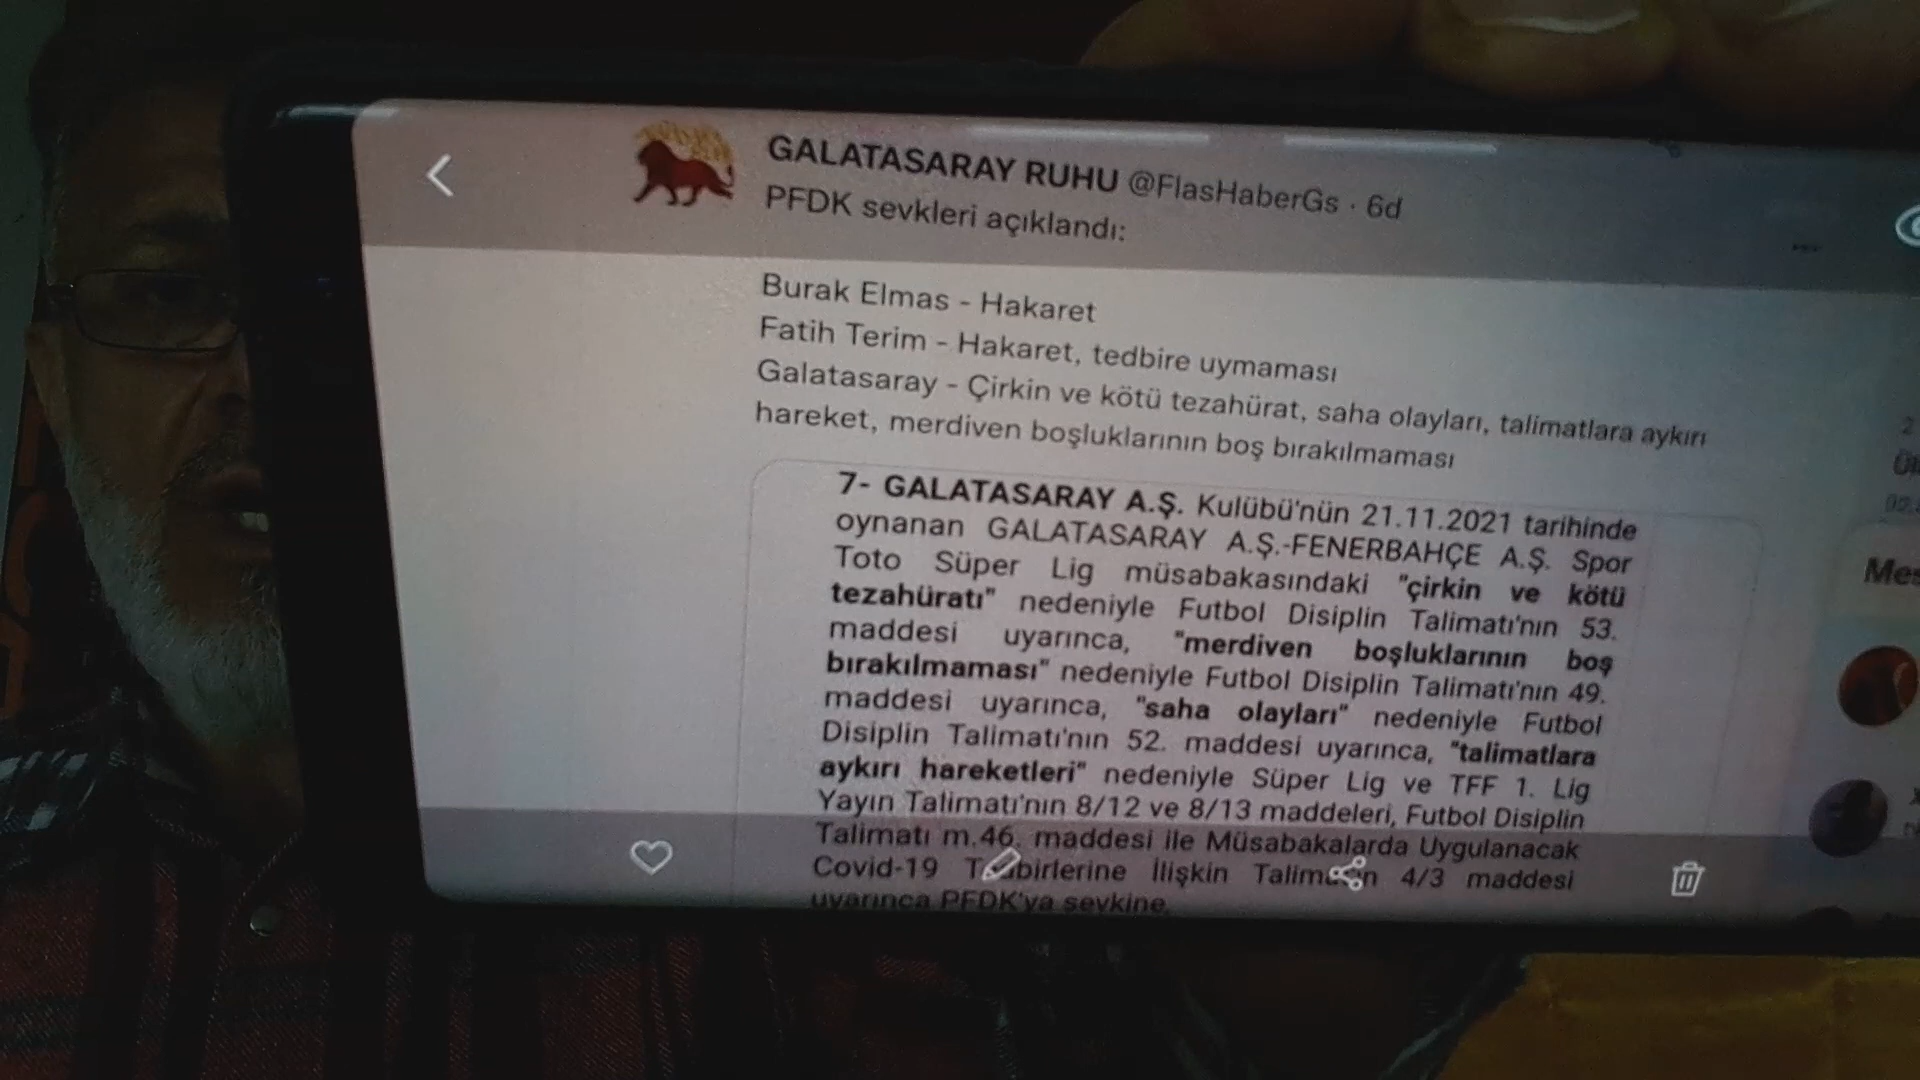 GALATASARAY RUHU @FlasHaberGs · 6d
PFDK sevkleri açıklandı:
Burak Elmas - Hakaret
Fatih Terim - Hakaret, tedbire uymaması
Galatasaray - Çirkin ve kötü tezahürat, saha olayları, talimatlara aykırı
hareket, merdiven boşluklarının boş bırakılmaması
7- GALATASARAY A.Ş. Kulübü'nün 21.11.2021 tarihinde
oynanan GALATASARAY A.Ş.-FENERBAHÇE A.Ş. Spor
Toto Süper Lig müsabakasındaki "çirkin ve kötü
tezahüratı" nedeniyle Futbol Disiplin Talimatı'nın 53.
maddesi uyarınca, "merdiven boşluklarının boş
bırakılmaması" nedeniyle Futbol Disiplin Talimatı'nın 49.
maddesi uyarınca, "saha olayları" nedeniyle Futbol
Disiplin Talimatı'nın 52. maddesi uyarınca, "talimatlara
aykırı hareketleri" nedeniyle Süper Lig ve TFF 1. Lig
Yayın Talimatı'nın 8/12 ve 8/13 maddeleri, Futbol Disiplin
Talimatı m.46. maddesi ile Müsabakalarda Uygulanacak
Covid-19 İlişkin 4/3 maddesi
uyarınca PFDK'ya sevkine,
Mes